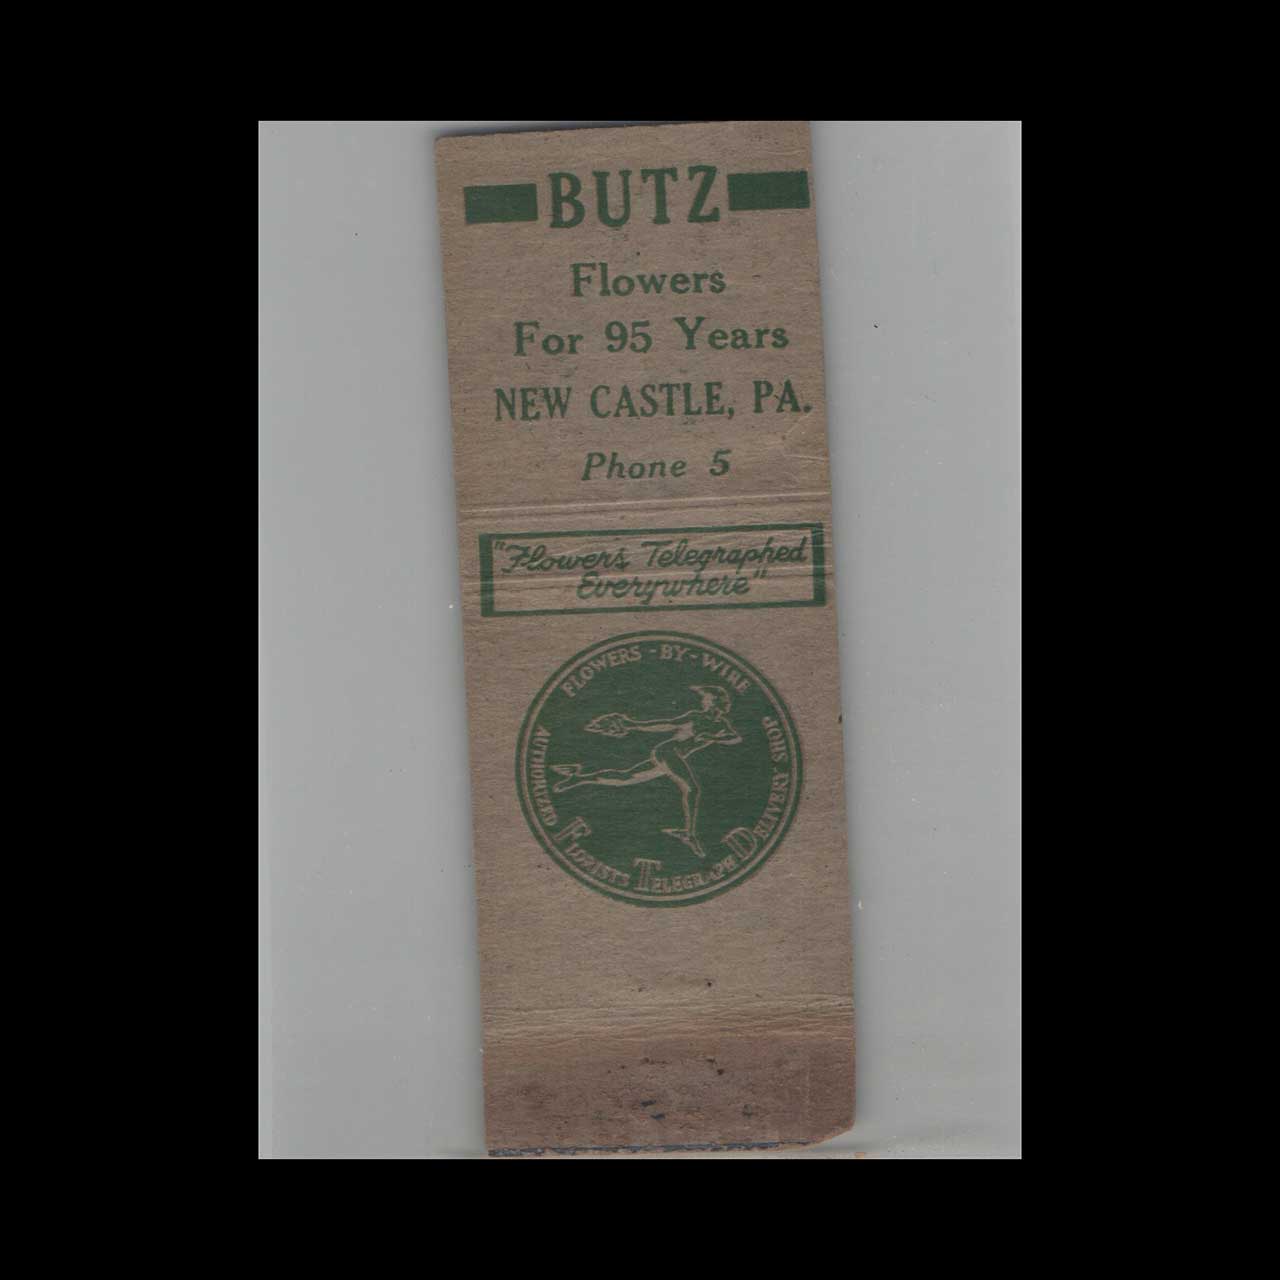 BUTZ
Flowers
For 95 Years
NEW CASTLE, PA.
Phone 5
"Flowers Telegraphed
Everywhere"
FLOWERS-BY-WIRE
AUTHORIZED FLORISTS TELEGRAPH DELIVERY SHOP